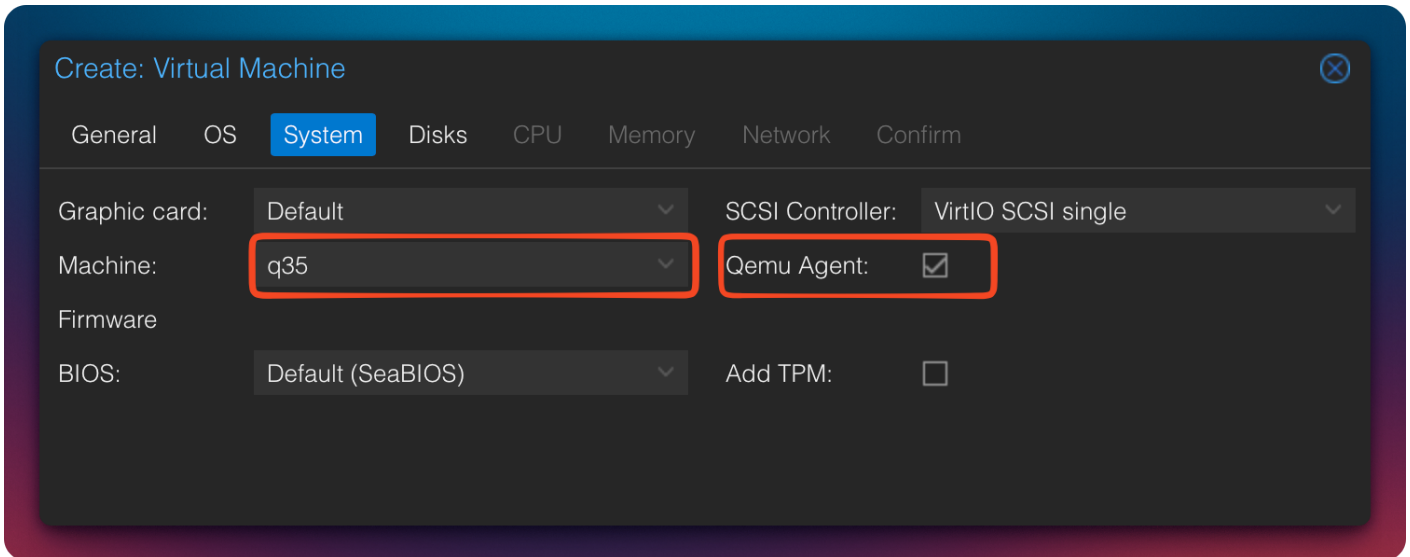 Create: Virtual Machine
General OS System Disks CPU Memory Network Confirm
Graphic card: Default SCSI Controller: VirtIO SCSI single
Machine: q35 Qemu Agent:
Firmware
BIOS: Default (SeaBIOS) Add TPM: